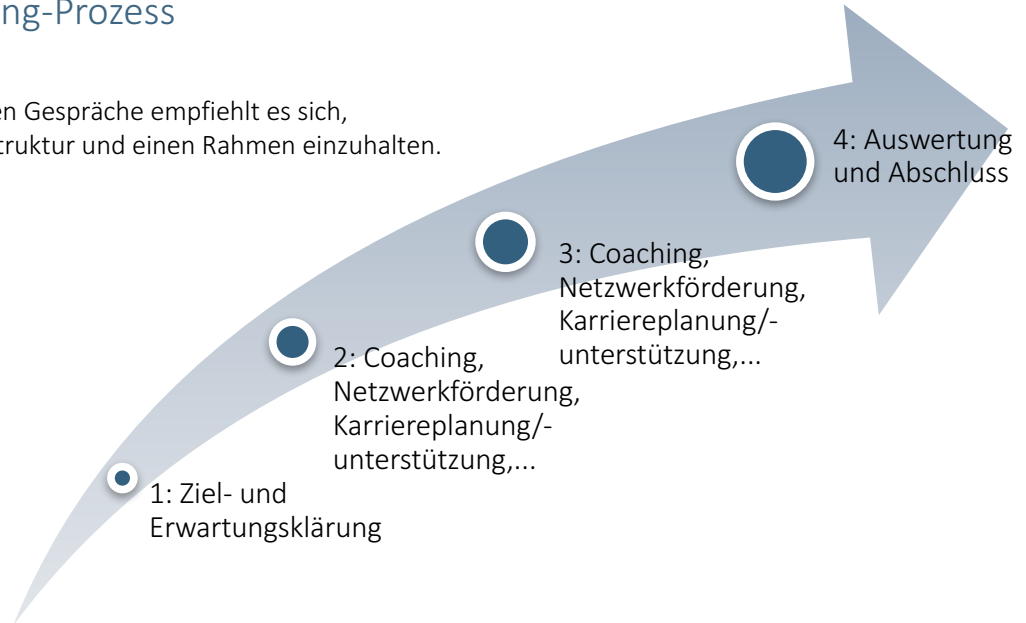 ng-Prozess
en Gespräche empfiehlt es sich,
truktur und einen Rahmen einzuhalten.
4: Auswertung
und Abschluss
3: Coaching,
Netzwerkförderung,
Karriereplanung/-
unterstützung,...
2: Coaching,
Netzwerkförderung,
Karriereplanung/-
unterstützung,...
1: Ziel- und
Erwartungsklärung